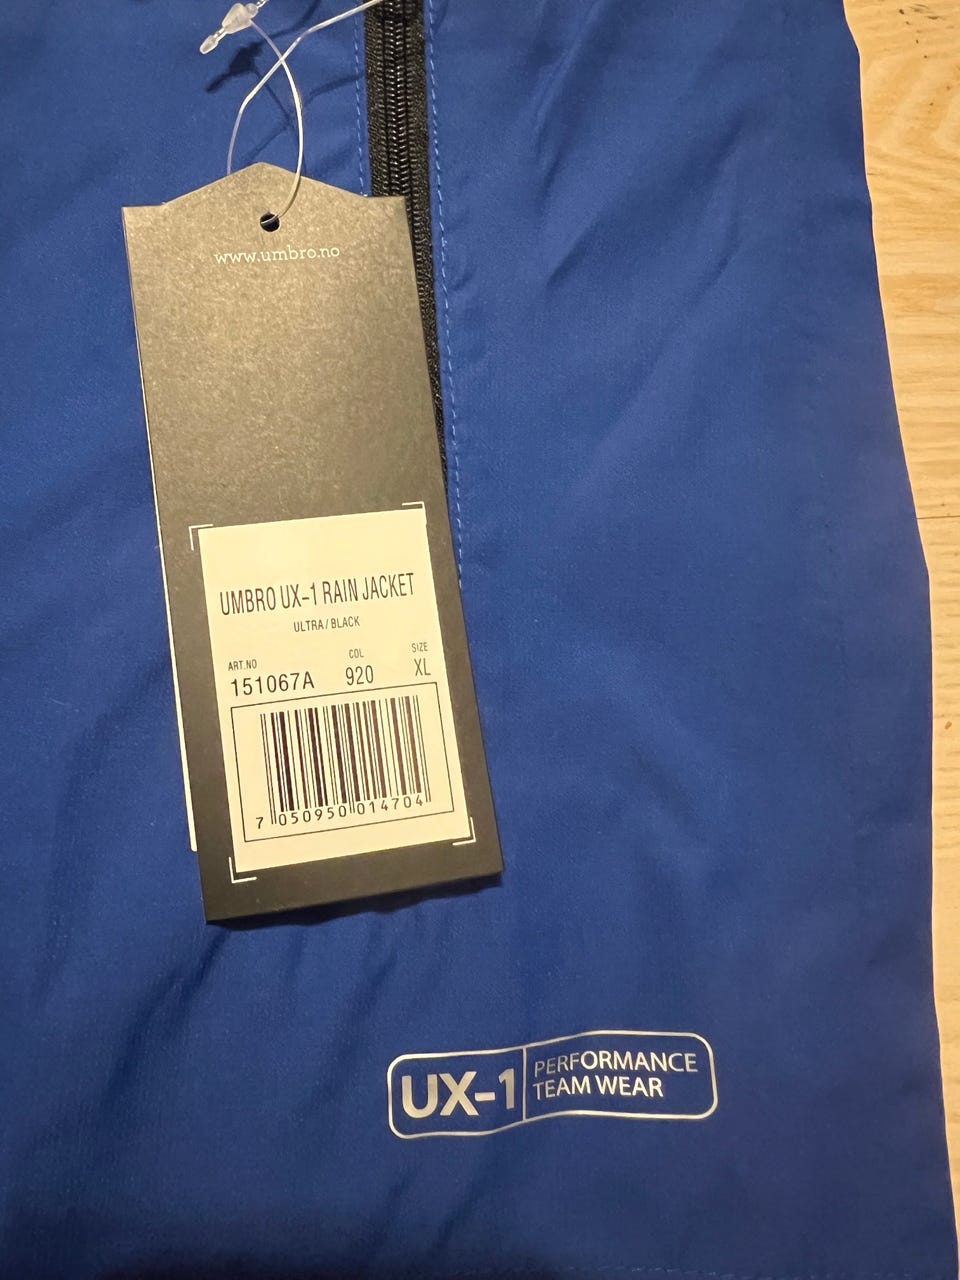 www.umbro.no
UMBRO UX-1 RAIN JACKET
ULTRA/BLACK
ART.NO COL SIZE
151067A 920 XL
7 050950 014704
UX-1 PERFORMANCE
TEAM WEAR